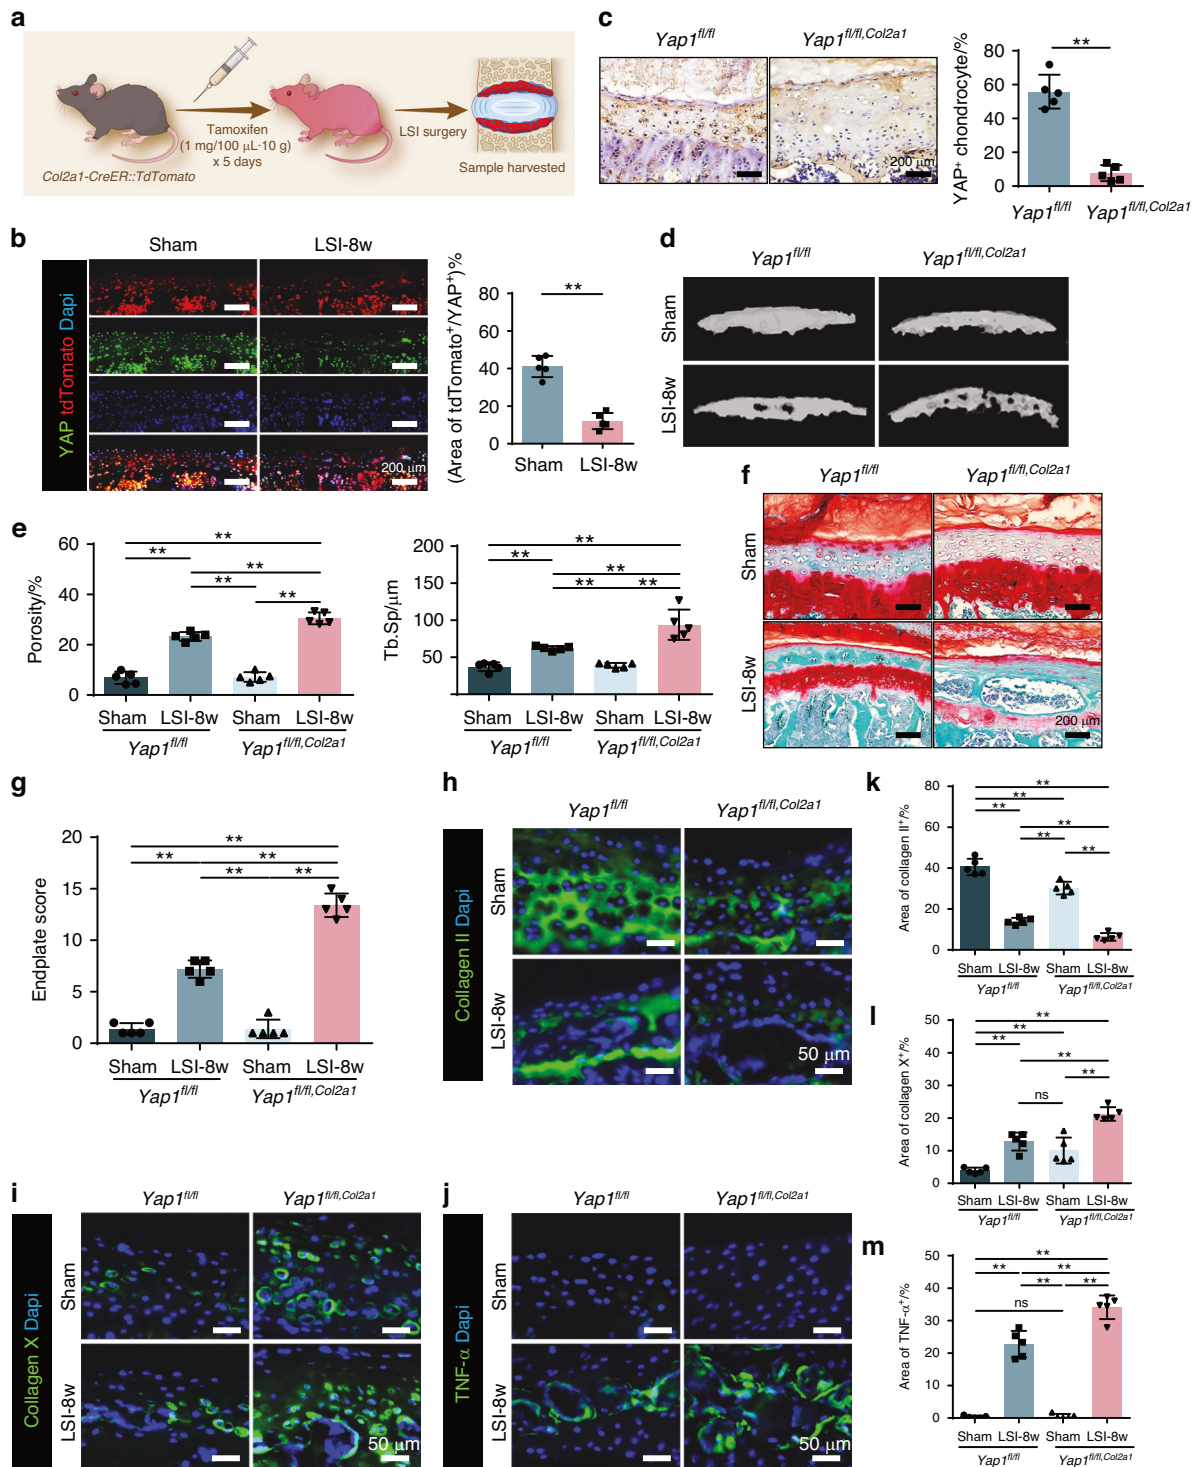 a
Tamoxifen
(1 mg/100 μL·10 g)
x 5 days
LSI surgery
Sample harvested
Col2a1-CreER::TdTomato
b
Sham
LSI-8w
YAP tdTomato Dapi
200 μm
(Area of tdTomato⁺/YAP⁺)%
80
60
40
20
0
**
Sham
LSI-8w
c
Yap1fl/fl
Yap1fl/fl,Col2a1
200 μm
YAP⁺ chondrocyte/%
80
60
40
20
0
**
Yap1fl/fl
Yap1fl/fl,Col2a1
d
Yap1fl/fl
Yap1fl/fl,Col2a1
Sham
LSI-8w
e
Porosity/%
60
40
20
0
**
**
**
**
**
Sham LSI-8w Sham LSI-8w
Yap1fl/fl
Yap1fl/fl,Col2a1
Tb.Sp/μm
200
150
100
50
0
**
**
**
** **
Sham LSI-8w Sham LSI-8w
Yap1fl/fl
Yap1fl/fl,Col2a1
f
Yap1fl/fl
Yap1fl/fl,Col2a1
Sham
LSI-8w
200 μm
g
Endplate score
20
15
10
5
0
**
** **
** **
Sham LSI-8w Sham LSI-8w
Yap1fl/fl
Yap1fl/fl,Col2a1
h
Yap1fl/fl
Yap1fl/fl,Col2a1
Collagen II Dapi
Sham
LSI-8w
50 μm
i
Yap1fl/fl
Yap1fl/fl,Col2a1
Collagen X Dapi
Sham
LSI-8w
50 μm
j
Yap1fl/fl
Yap1fl/fl,Col2a1
TNF-α Dapi
Sham
LSI-8w
50 μm
k
Area of collagen II⁺/%
80
60
40
20
0
**
**
**
**
**
**
Sham LSI-8w Sham LSI-8w
Yap1fl/fl
Yap1fl/fl,Col2a1
l
Area of collagen X⁺/%
50
40
30
20
10
0
**
**
**
**
**
ns
Sham LSI-8w Sham LSI-8w
Yap1fl/fl
Yap1fl/fl,Col2a1
m
Area of TNF-α⁺/%
50
40
30
20
10
0
**
** **
** **
ns
Sham LSI-8w Sham LSI-8w
Yap1fl/fl
Yap1fl/fl,Col2a1